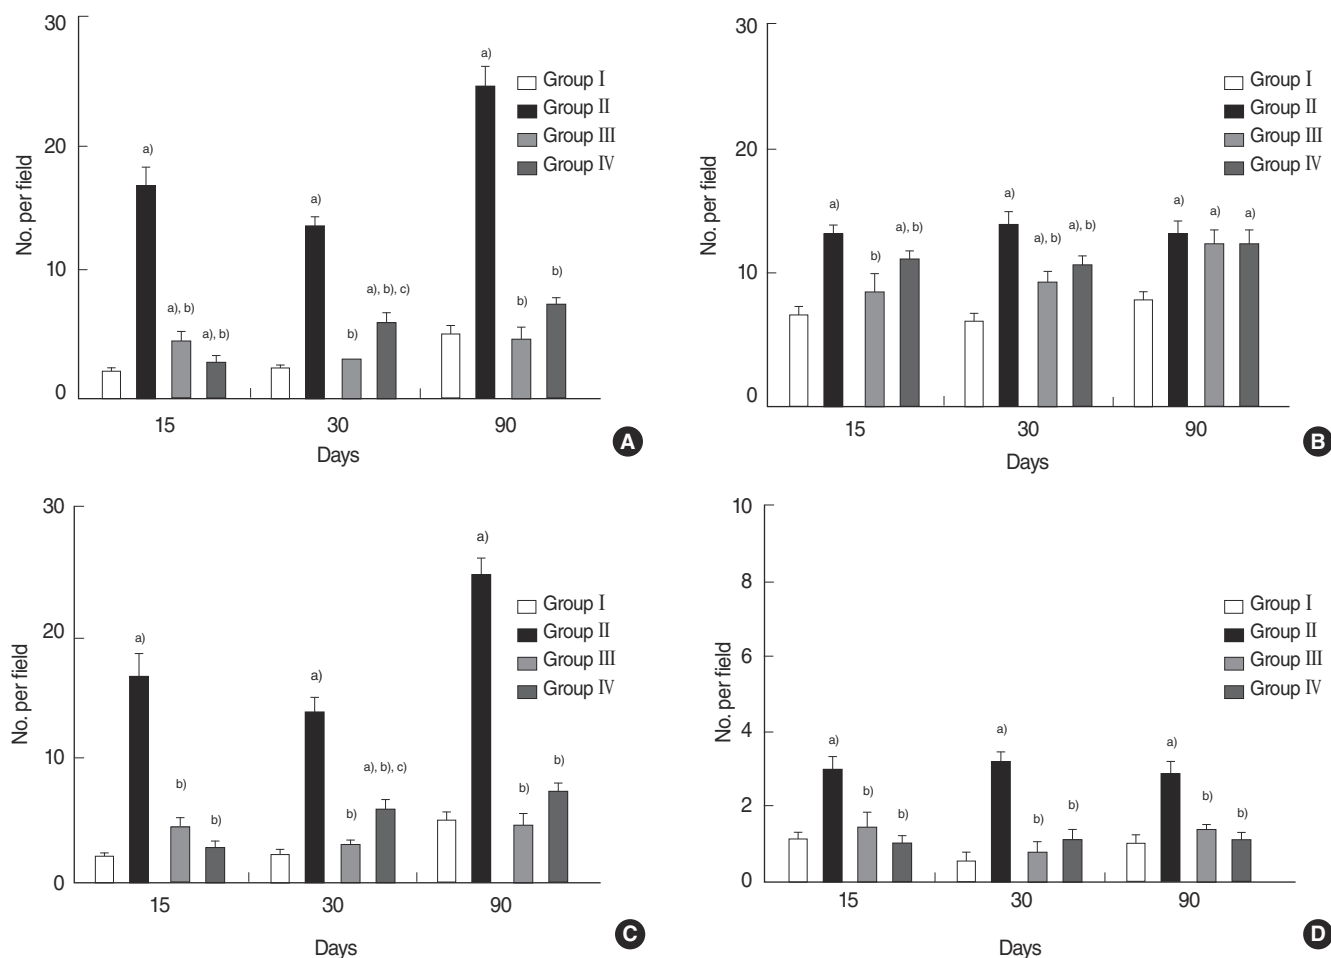 30
20
10
0
No. per field
a)
a), b)
a), b)
a)
b)
a), b), c)
a)
b)
b)
15
30
90
Days
Group I
Group II
Group III
Group IV
A
30
20
10
0
No. per field
a)
b)
a), b)
a)
a), b)
a), b)
a)
a)
a)
15
30
90
Days
Group I
Group II
Group III
Group IV
B
30
20
10
0
No. per field
a)
b)
b)
a)
b)
a), b), c)
a)
b)
b)
15
30
90
Days
Group I
Group II
Group III
Group IV
C
10
8
6
4
2
0
No. per field
a)
b)
b)
a)
b)
b)
a)
b)
b)
15
30
90
Days
Group I
Group II
Group III
Group IV
D